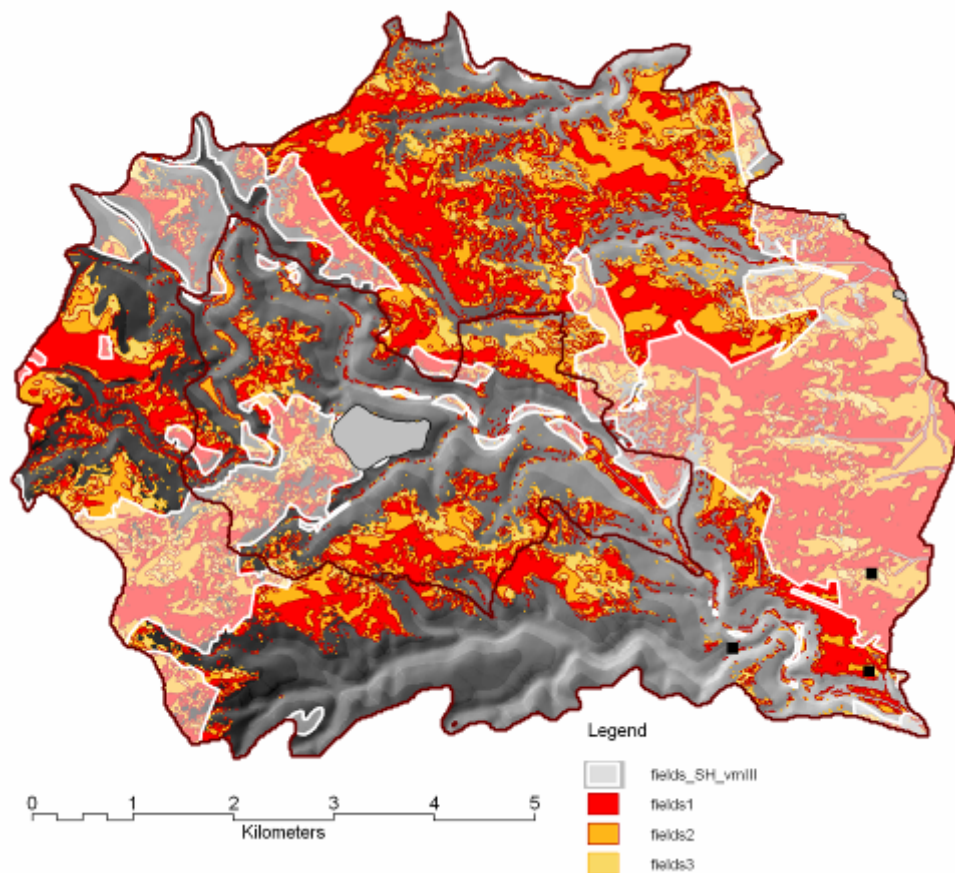 Legend
fields_SH_vmIII
fields1
fields2
fields3
0 1 2 3 4 5
Kilometers